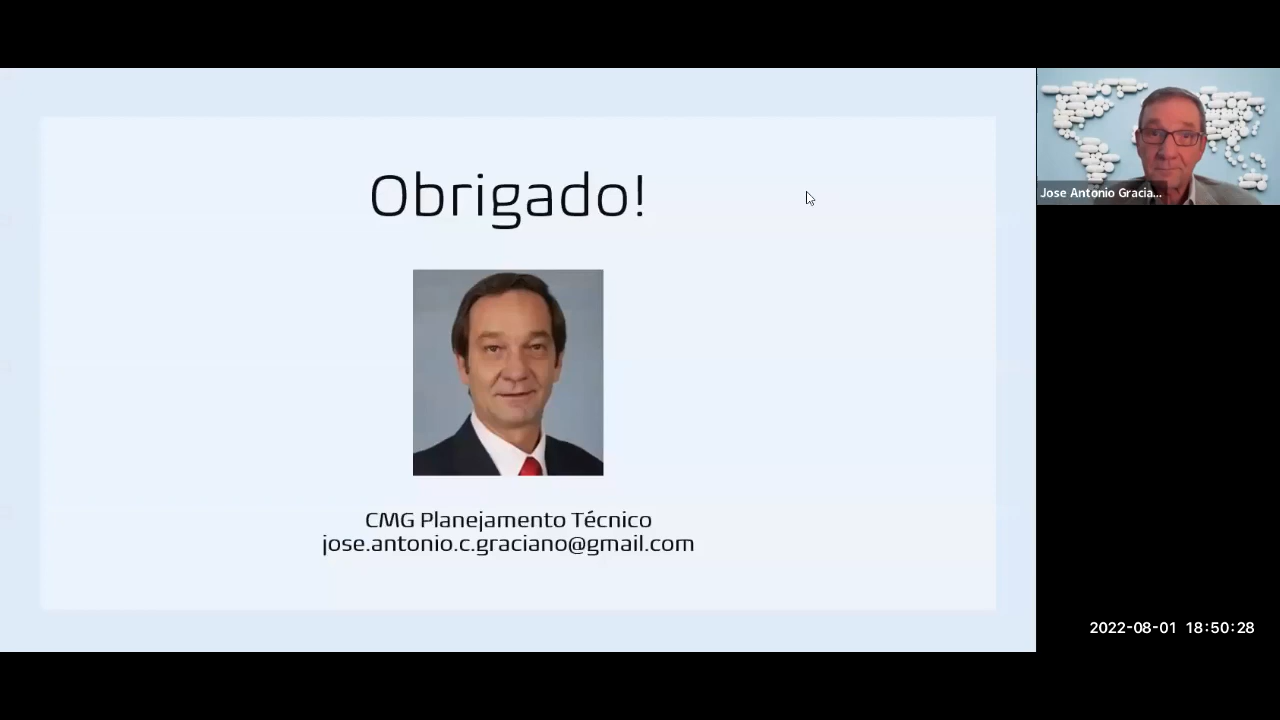 Obrigado!
CMG Planejamento Técnico
jose.antonio.c.graciano@gmail.com
Jose Antonio Gracia...
2022-08-01 18:50:28